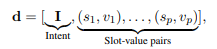 d = [ I , (s₁, v₁), . . . , (sₚ, vₚ)],
Intent Slot-value pairs